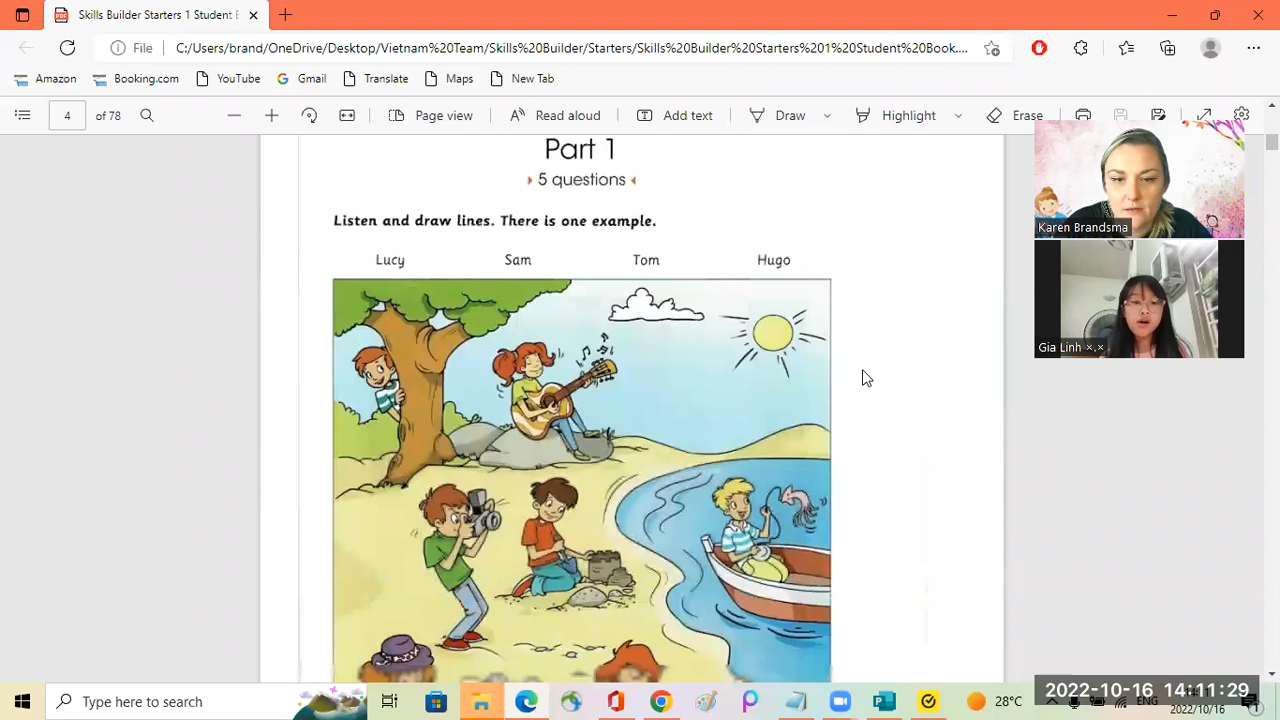 Skills Builder Starters 1 Student E
File C:/Users/brand/OneDrive/Desktop/Vietnam%20Team/Skills%20Builder/Starters/Skills%20Builder%20Starters%201%20Student%20Book....
Amazon Booking.com YouTube Gmail Translate Maps New Tab
4 of 78 Page view Read aloud Add text Draw Highlight Erase
Part 1
5 questions
Listen and draw lines. There is one example.
Lucy Sam Tom Hugo
Karen Brandsma
Gia Linh ×.×
Type here to search
28°C
ENG
2022-10-16 14:11:29
2022/10/16